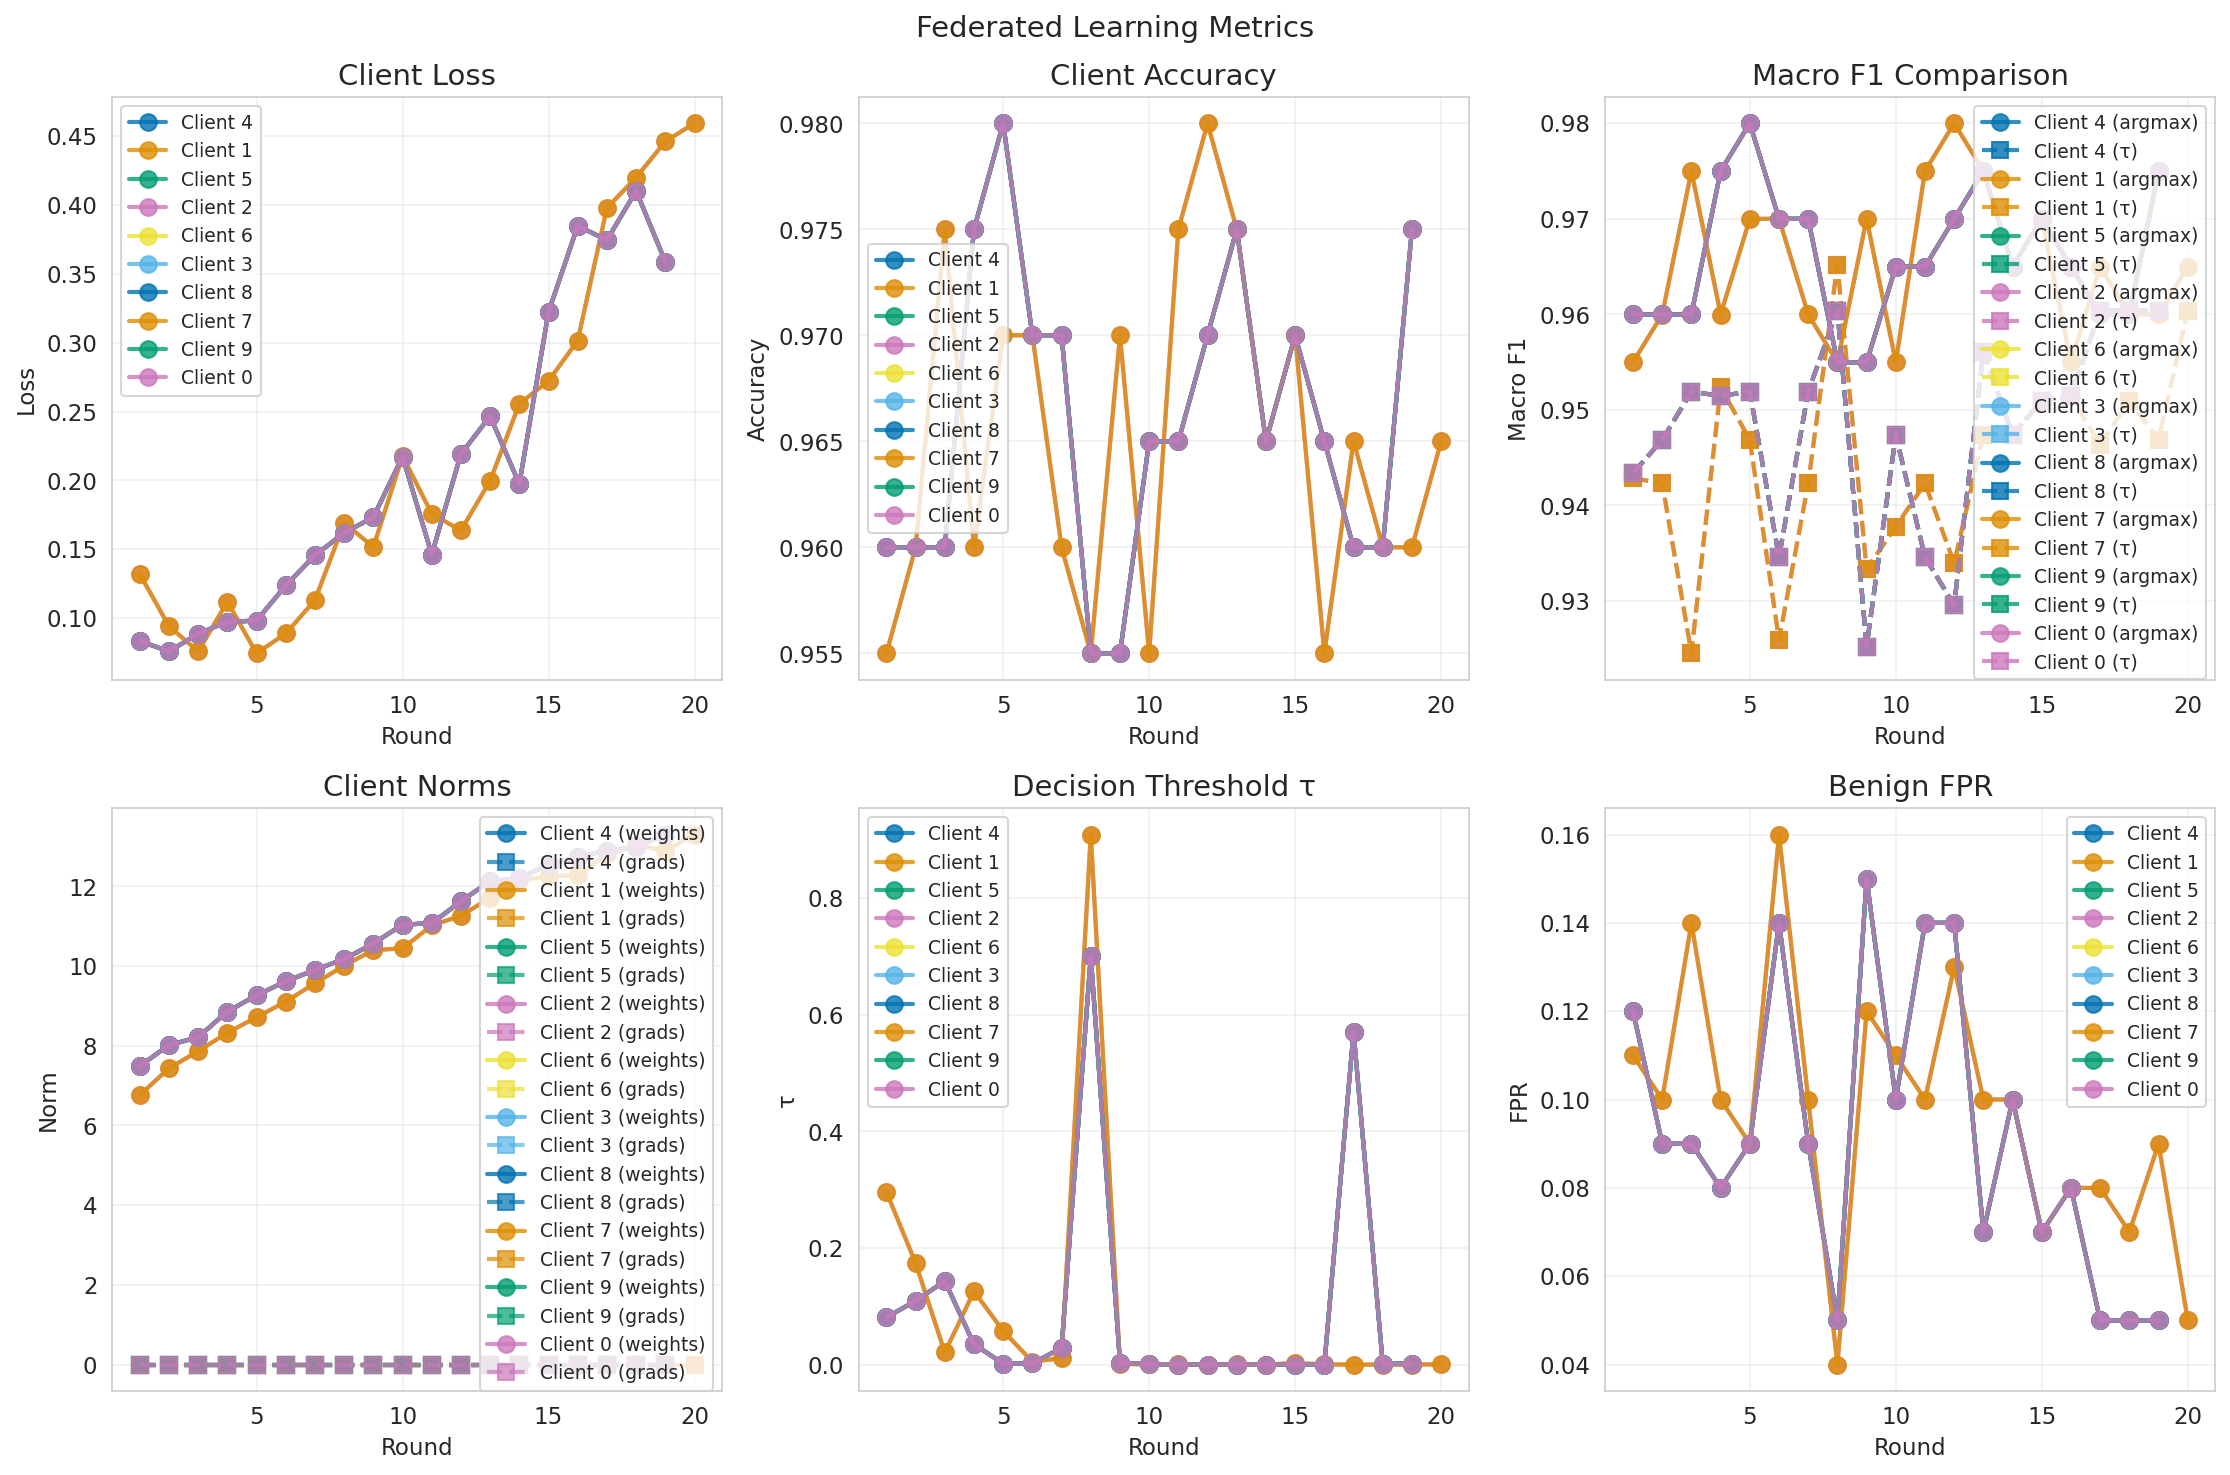 Federated Learning Metrics
Client Loss
Loss
0.45
0.40
0.35
0.30
0.25
0.20
0.15
0.10
5
10
15
20
Round
Client 4
Client 1
Client 5
Client 2
Client 6
Client 3
Client 8
Client 7
Client 9
Client 0
Client Accuracy
Accuracy
0.980
0.975
0.970
0.965
0.960
0.955
5
10
15
20
Round
Client 4
Client 1
Client 5
Client 2
Client 6
Client 3
Client 8
Client 7
Client 9
Client 0
Macro F1 Comparison
Macro F1
0.98
0.97
0.96
0.95
0.94
0.93
5
10
15
20
Round
Client 4 (argmax)
Client 4 (τ)
Client 1 (argmax)
Client 1 (τ)
Client 5 (argmax)
Client 5 (τ)
Client 2 (argmax)
Client 2 (τ)
Client 6 (argmax)
Client 6 (τ)
Client 3 (argmax)
Client 3 (τ)
Client 8 (argmax)
Client 8 (τ)
Client 7 (argmax)
Client 7 (τ)
Client 9 (argmax)
Client 9 (τ)
Client 0 (argmax)
Client 0 (τ)
Client Norms
Norm
12
10
8
6
4
2
0
5
10
15
20
Round
Client 4 (weights)
Client 4 (grads)
Client 1 (weights)
Client 1 (grads)
Client 5 (weights)
Client 5 (grads)
Client 2 (weights)
Client 2 (grads)
Client 6 (weights)
Client 6 (grads)
Client 3 (weights)
Client 3 (grads)
Client 8 (weights)
Client 8 (grads)
Client 7 (weights)
Client 7 (grads)
Client 9 (weights)
Client 9 (grads)
Client 0 (weights)
Client 0 (grads)
Decision Threshold τ
τ
0.8
0.6
0.4
0.2
0.0
5
10
15
20
Round
Client 4
Client 1
Client 5
Client 2
Client 6
Client 3
Client 8
Client 7
Client 9
Client 0
Benign FPR
FPR
0.16
0.14
0.12
0.10
0.08
0.06
0.04
5
10
15
20
Round
Client 4
Client 1
Client 5
Client 2
Client 6
Client 3
Client 8
Client 7
Client 9
Client 0